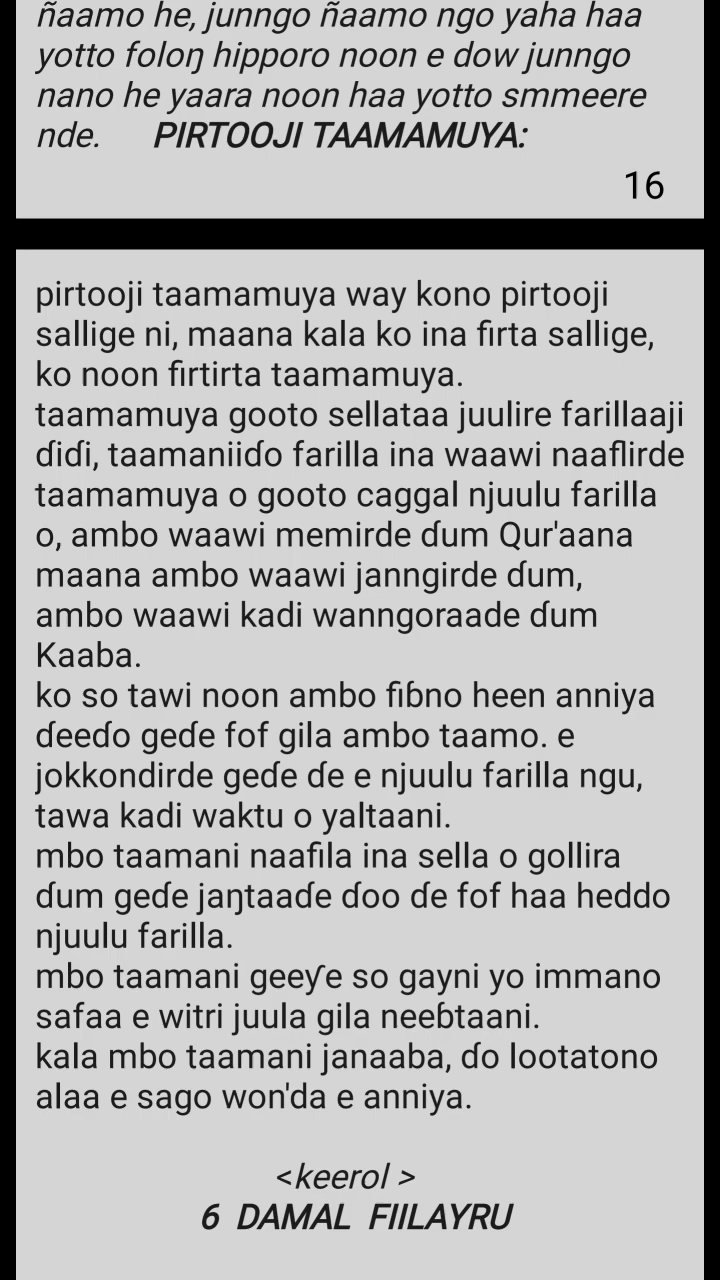 ñaamo he, junngo ñaamo ngo yaha haa
yotto foloŋ hipporo noon e dow junngo
nano he yaara noon haa yotto smmeere
nde. PIRTOOJI TAAMAMUYA:
16
pirtooji taamamuya way kono pirtooji
sallige ni, maana kala ko ina firta sallige,
ko noon firtirta taamamuya.
taamamuya gooto sellataa juulire farillaaji
ɗiɗi, taamaniiɗo farilla ina waawi naaflirde
taamamuya o gooto caggal njuulu farilla
o, ambo waawi memirde ɗum Qur'aana
maana ambo waawi janngirde ɗum,
ambo waawi kadi wanngoraade ɗum
Kaaba.
ko so tawi noon ambo fiɓno heen anniya
ɗeeɗo geɗe fof gila ambo taamo. e
jokkondirde geɗe ɗe e njuulu farilla ngu,
tawa kadi waktu o yaltaani.
mbo taamani naafila ina sella o gollira
ɗum geɗe jaŋtaaɗe ɗoo ɗe fof haa heddo
njuulu farilla.
mbo taamani geeƴe so gayni yo immano
safaa e witri juula gila neeɓtaani.
kala mbo taamani janaaba, ɗo lootatono
alaa e sago won'da e anniya.
<keerol >
6 DAMAL FIILAYRU